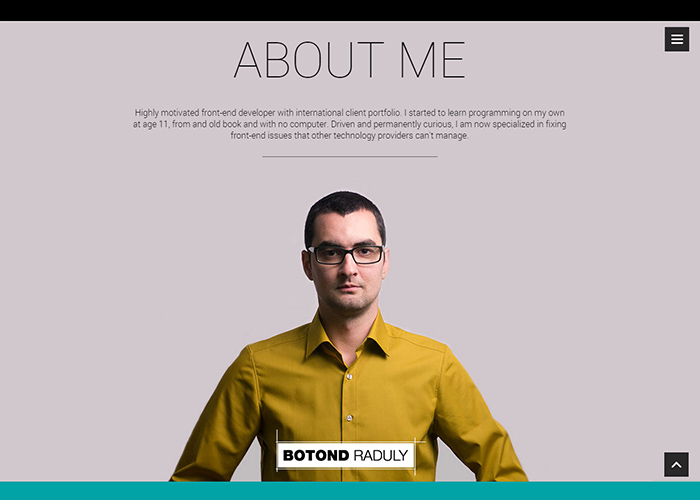 ABOUT ME
Highly motivated front-end developer with international client portfolio. I started to learn programming on my own
at age 11, from and old book and with no computer. Driven and permanently curious, I am now specialized in fixing
front-end issues that other technology providers can't manage.
BOTOND RADULY